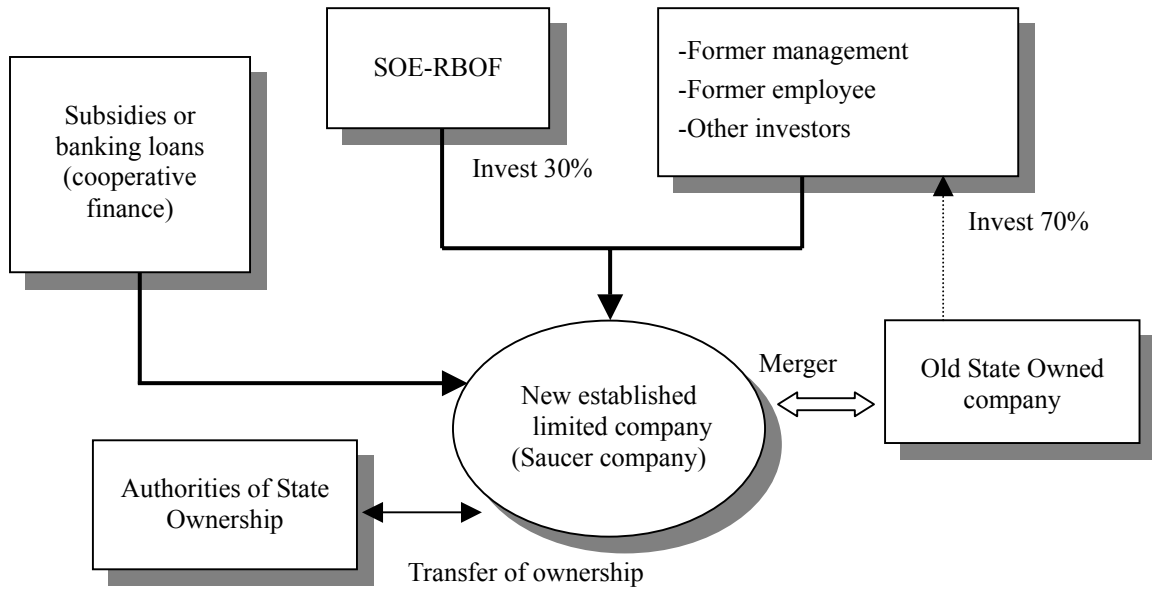 Subsidies or
banking loans
(cooperative
finance)
SOE-RBOF
Invest 30%
-Former management
-Former employee
-Other investors
Invest 70%
New established
limited company
(Saucer company)
Merger
Old State Owned
company
Authorities of State
Ownership
Transfer of ownership